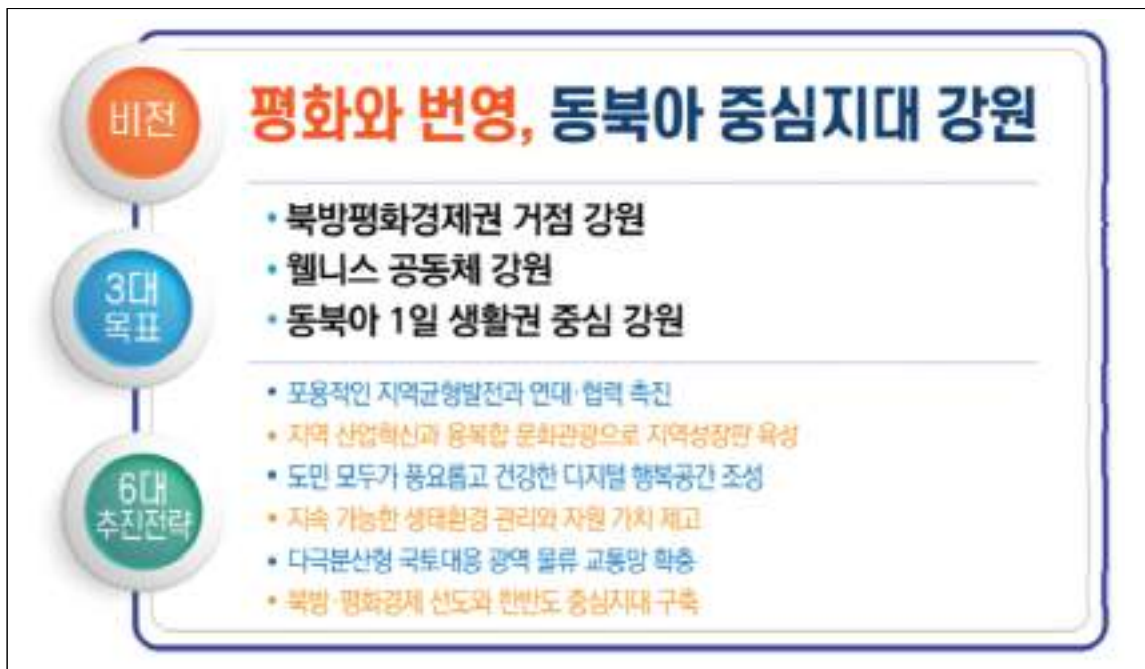 비전
평화와 번영, 동북아 중심지대 강원
3대
목표
· 북방평화경제권 거점 강원
· 웰니스 공동체 강원
· 동북아 1일 생활권 중심 강원
6대
추진전략
• 포용적인 지역균형발전과 연대·협력 촉진
• 지역 산업혁신과 융복합 문화관광으로 지역성장판 육성
• 도민 모두가 풍요롭고 건강한 디지털 행복공간 조성
• 지속 가능한 생태환경 관리와 자원 가치 제고
• 다극분산형 국토대응 광역 물류 교통망 확충
• 북방·평화경제 선도와 한반도 중심지대 구축